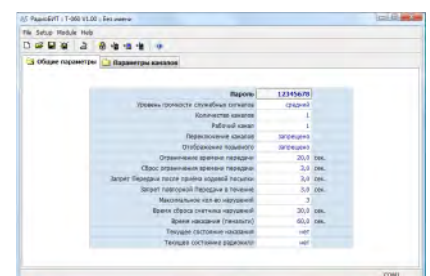 РадиоБИТ : Т-06В V1.00 : Без имени
File Setup Module Help
Общие параметры Параметры каналов
Пароль 12345678
Уровень громкости служебных сигналов средний
Количество каналов 1
Рабочий канал 1
Переключение каналов запрещено
Отображение позывного запрещено
Ограничение времени передачи 20,0 сек.
Сброс ограничения времени передачи 3,0 сек.
Запрет Передачи после приёма кодовой посылки 3,0 сек.
Запрет повторной Передачи в течение 3,0 сек.
Максимальное кол-во нарушений 3
Время сброса счетчика нарушений 20,0 сек.
Время наказания (пенальти) 60,0 сек.
Текущее состояние наказания нет
Текущее состояние радиокилл нет
COM1